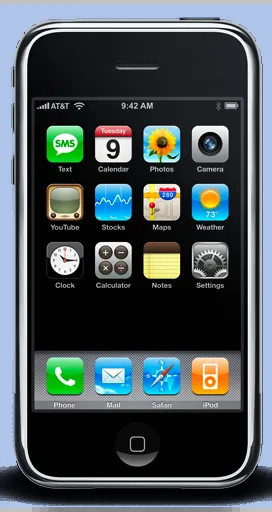 AT&T 9:42 AM
SMS Tuesday 9 280 73°
Text Calendar Photos Camera
YouTube Stocks Maps Weather
Clock Calculator Notes Settings
Phone Mail Safari iPod